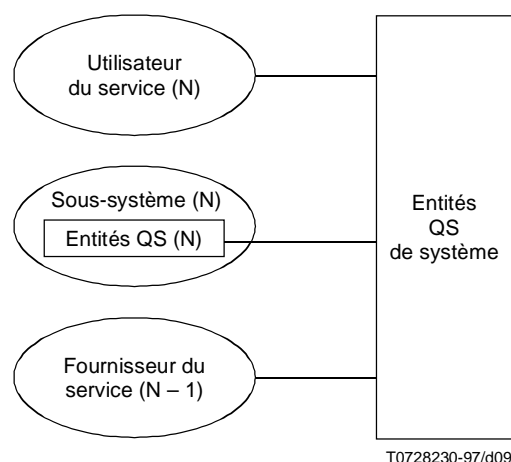 Utilisateur
du service (N)
Sous-système (N)
Entités QS (N)
Fournisseur du
service (N – 1)
Entités
QS
de système
T0728230-97/d09